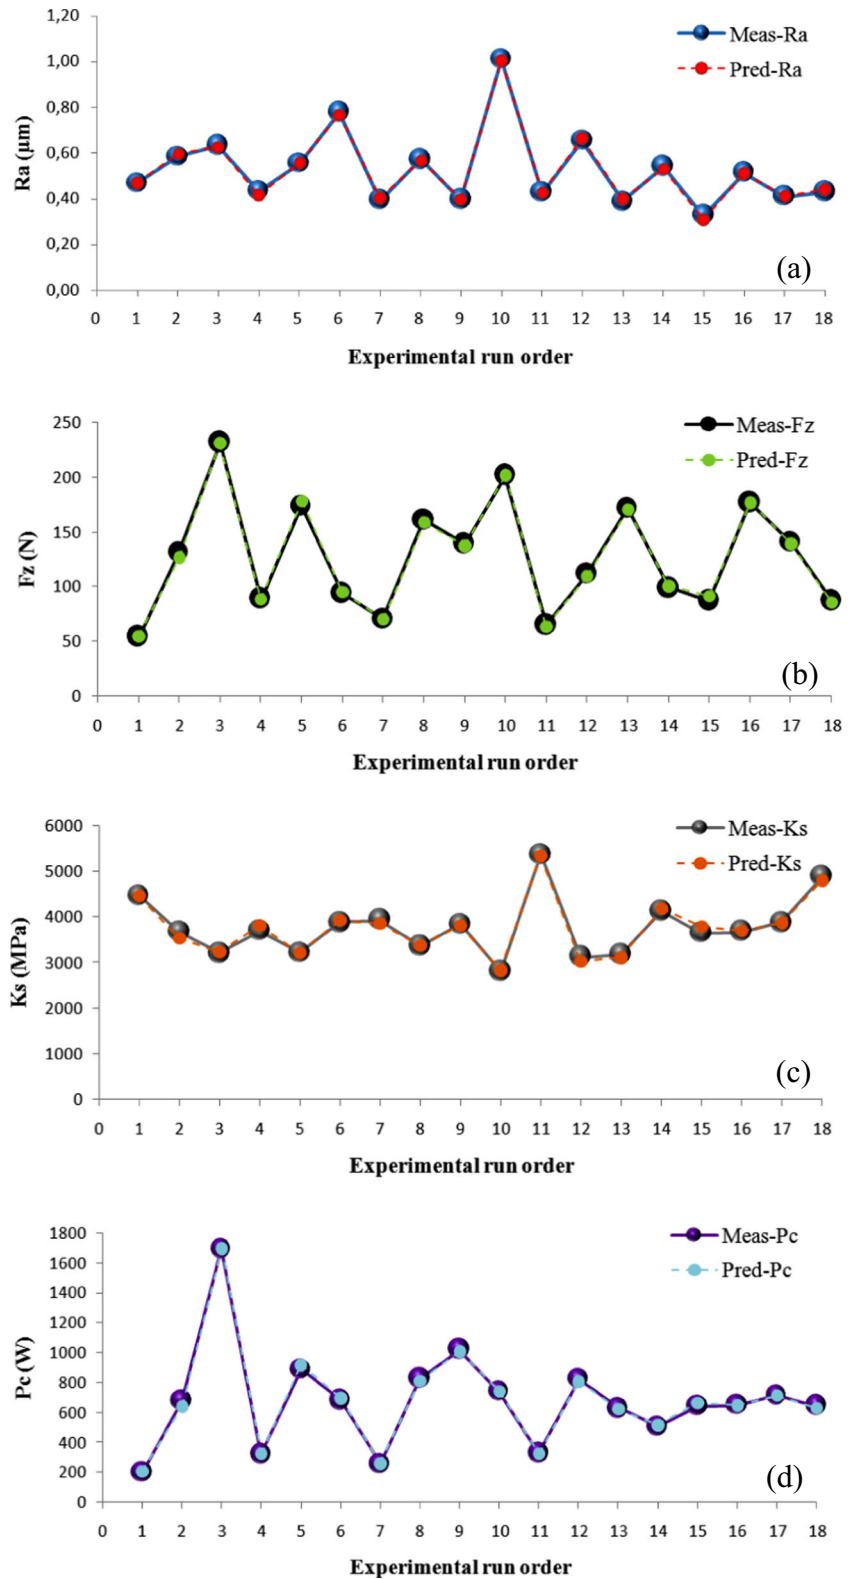 1,20
1,00
0,80
0,60
0,40
0,20
0,00
Ra (μm)
Meas-Ra
Pred-Ra
(a)
0 1 2 3 4 5 6 7 8 9 10 11 12 13 14 15 16 17 18
Experimental run order
250
200
150
100
50
0
Fz (N)
Meas-Fz
Pred-Fz
(b)
0 1 2 3 4 5 6 7 8 9 10 11 12 13 14 15 16 17 18
Experimental run order
6000
5000
4000
3000
2000
1000
0
Ks (MPa)
Meas-Ks
Pred-Ks
(c)
0 1 2 3 4 5 6 7 8 9 10 11 12 13 14 15 16 17 18
Experimental run order
1800
1600
1400
1200
1000
800
600
400
200
0
Pc (W)
Meas-Pc
Pred-Pc
(d)
0 1 2 3 4 5 6 7 8 9 10 11 12 13 14 15 16 17 18
Experimental run order